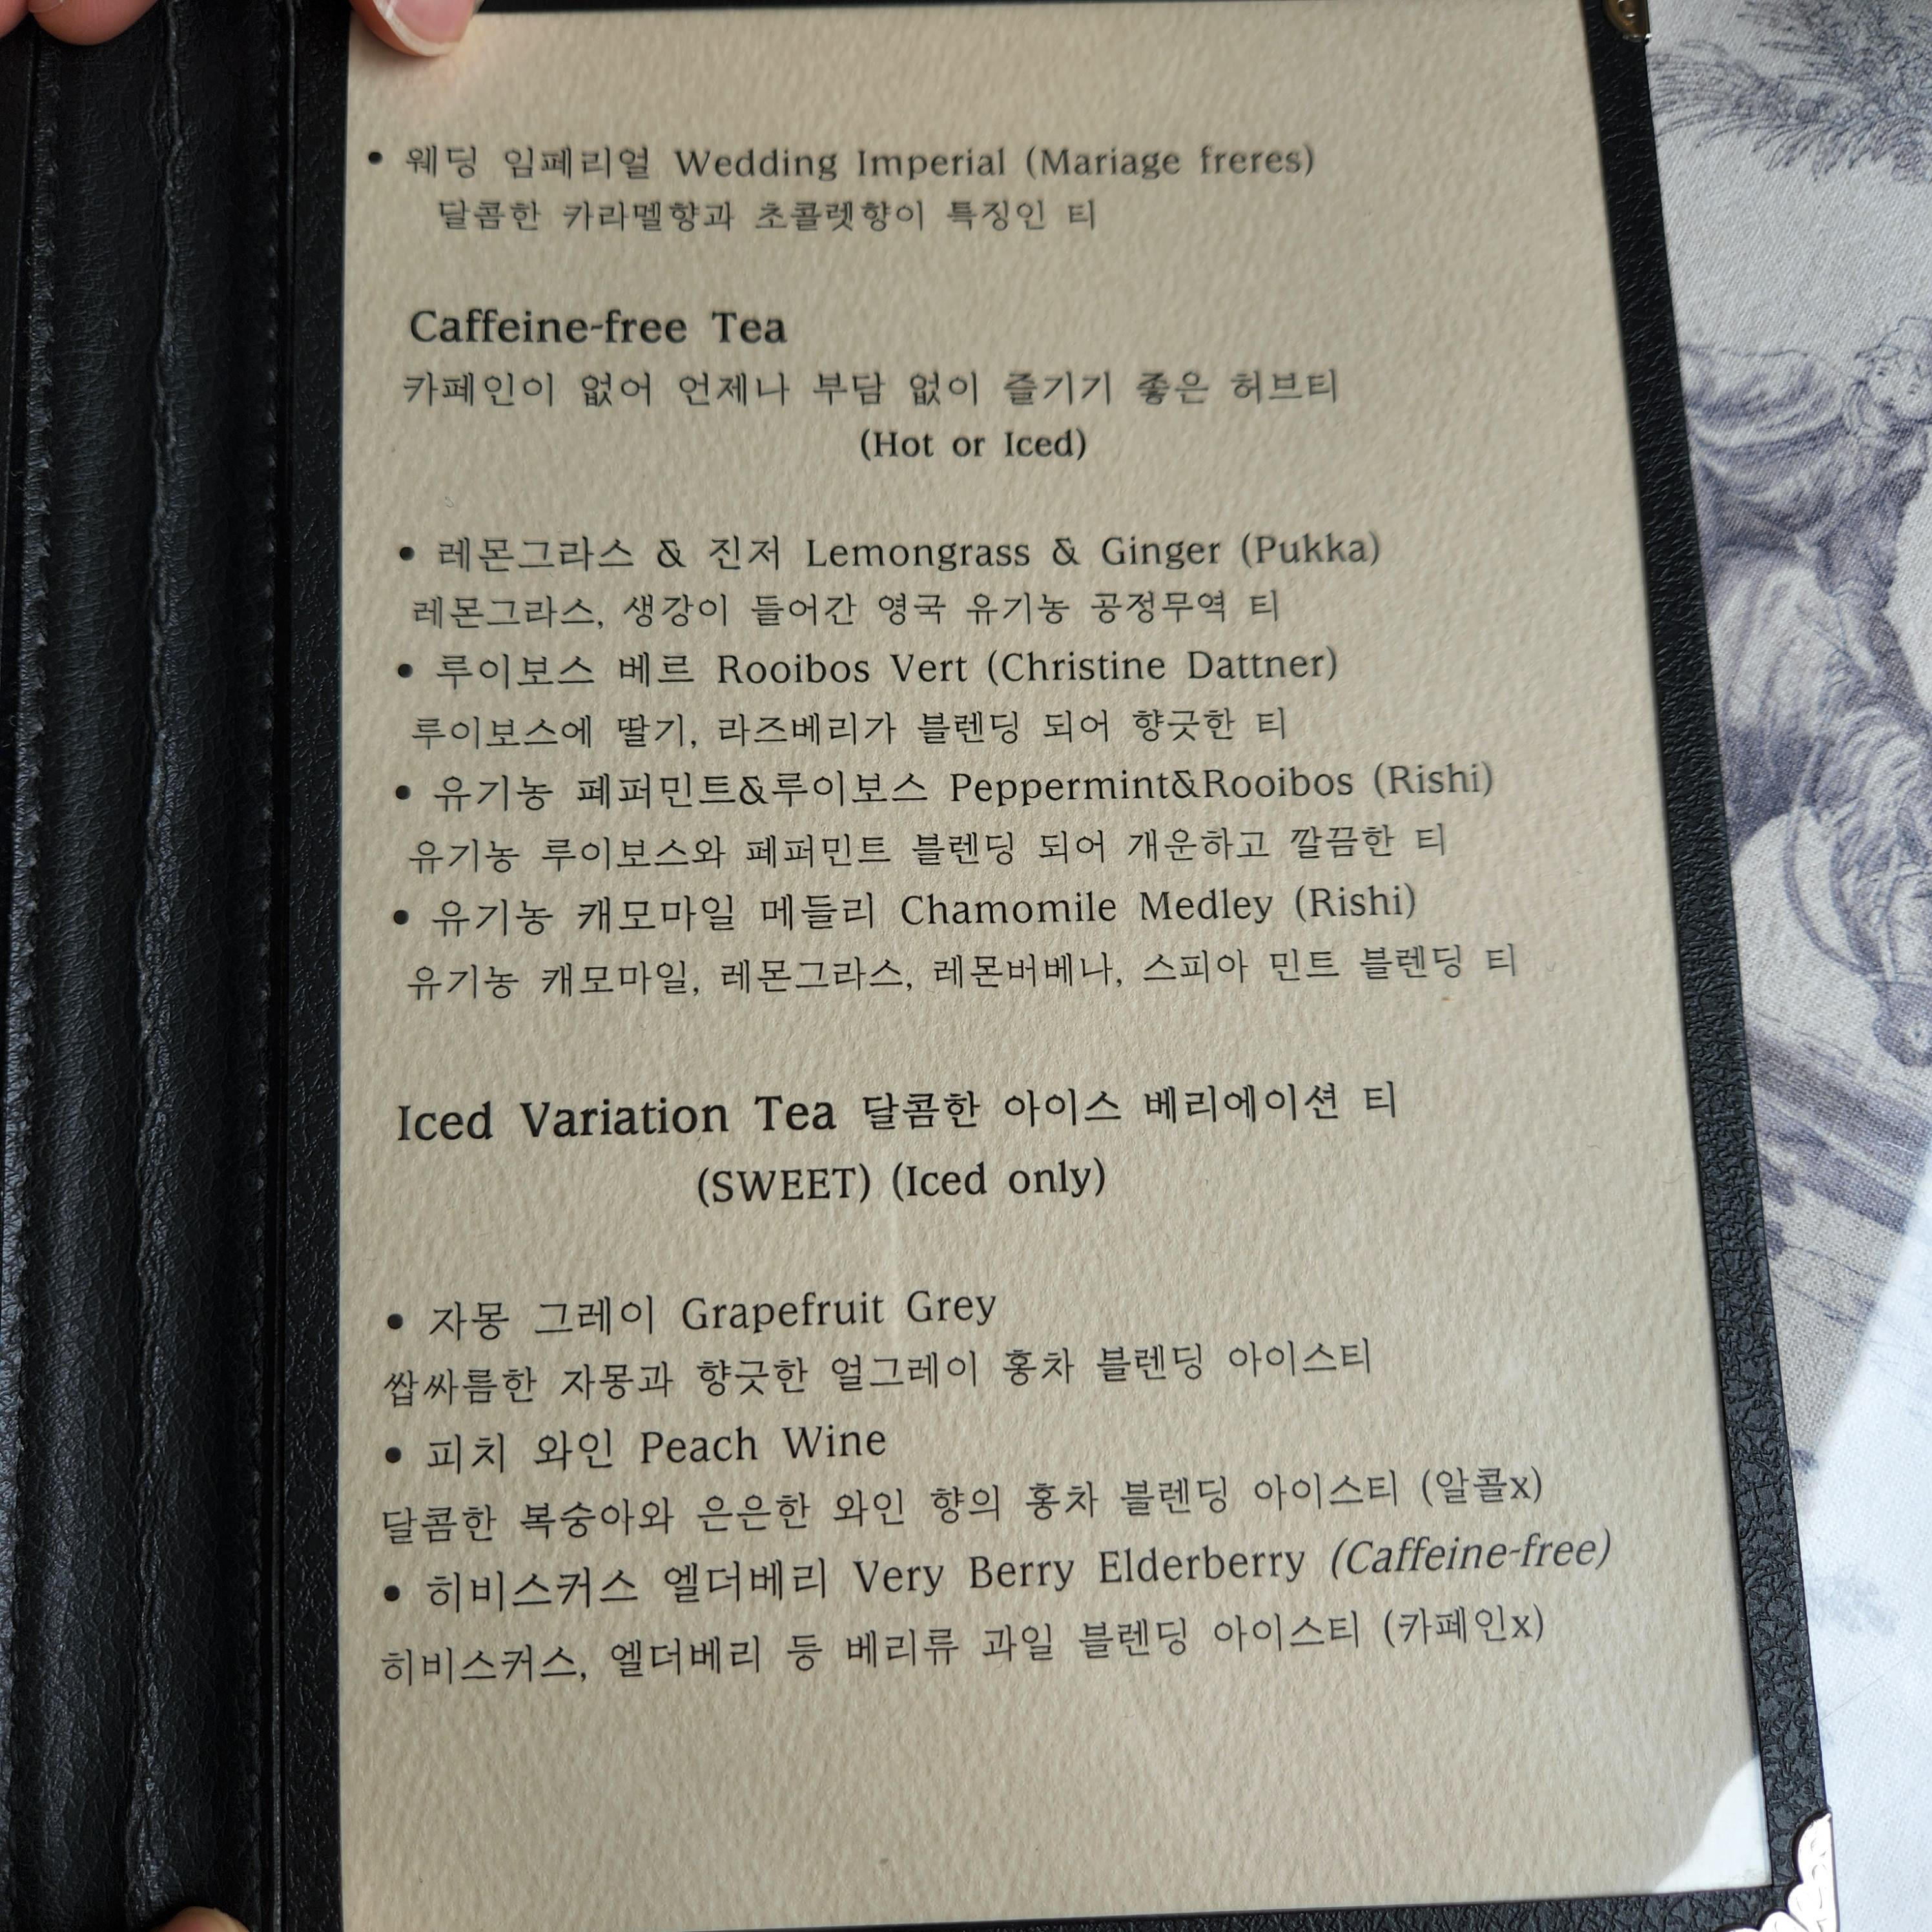 • 웨딩 임페리얼 Wedding Imperial (Mariage freres)
달콤한 카라멜향과 초콜렛향이 특징인 티
Caffeine-free Tea
카페인이 없어 언제나 부담 없이 즐기기 좋은 허브티
(Hot or Iced)
• 레몬그라스 & 진저 Lemongrass & Ginger (Pukka)
레몬그라스, 생강이 들어간 영국 유기농 공정무역 티
• 루이보스 베르 Rooibos Vert (Christine Dattner)
루이보스에 딸기, 라즈베리가 블렌딩 되어 향긋한 티
• 유기농 페퍼민트&루이보스 Peppermint&Rooibos (Rishi)
유기농 루이보스와 페퍼민트 블렌딩 되어 개운하고 깔끔한 티
• 유기농 캐모마일 메들리 Chamomile Medley (Rishi)
유기농 캐모마일, 레몬그라스, 레몬버베나, 스피아 민트 블렌딩 티
Iced Variation Tea 달콤한 아이스 베리에이션 티
(SWEET) (Iced only)
• 자몽 그레이 Grapefruit Grey
쌉싸름한 자몽과 향긋한 얼그레이 홍차 블렌딩 아이스티
• 피치 와인 Peach Wine
달콤한 복숭아와 은은한 와인 향의 홍차 블렌딩 아이스티 (알콜x)
• 히비스커스 엘더베리 Very Berry Elderberry (Caffeine-free)
히비스커스, 엘더베리 등 베리류 과일 블렌딩 아이스티 (카페인x)